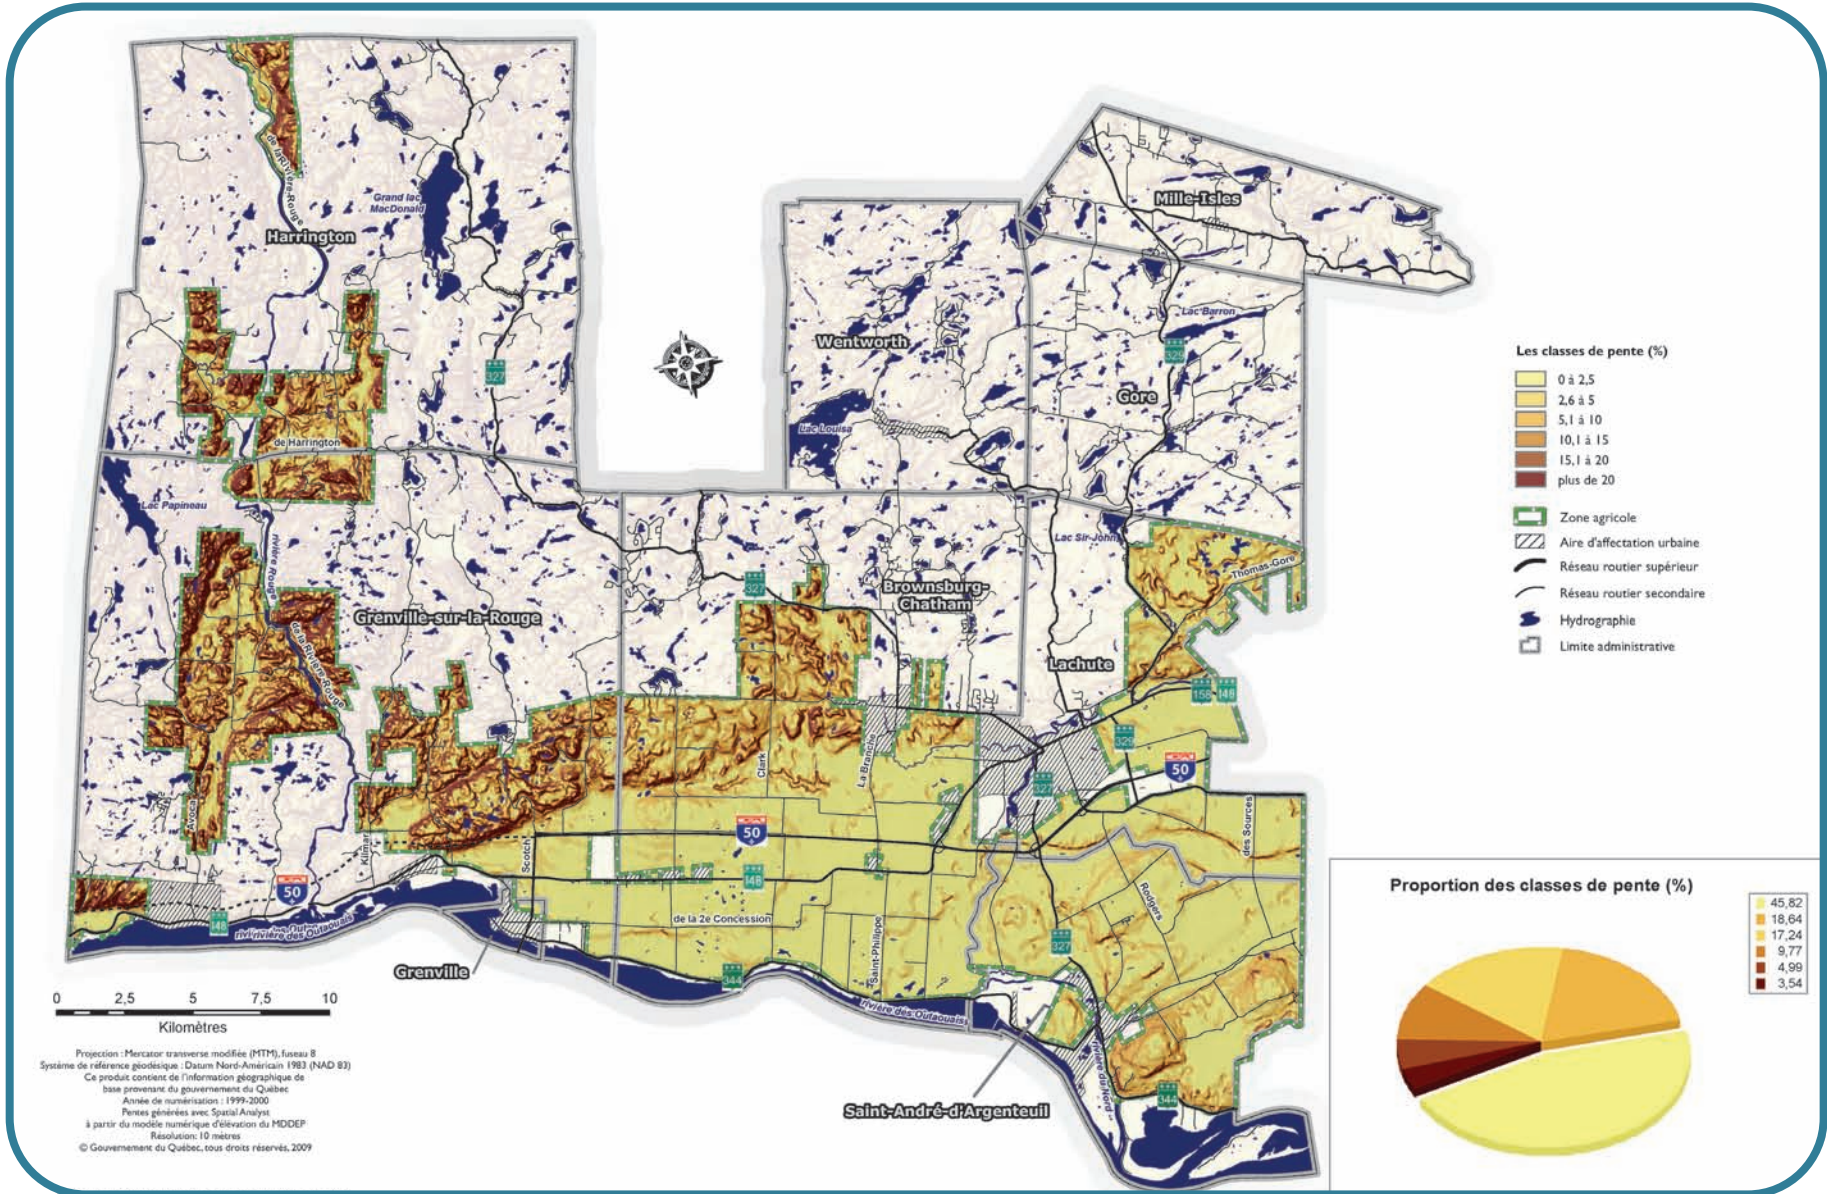 de la Rivière-Rouge
Grand lac
MacDonald
Harrington
Mille-Isles
Lac Barron
Wentworth
329
327
Gore
Lac Louisa
de Harrington
Lac Papineau
rivière Rouge
Lac Sir-John
Thomas-Gore
327
Brownsburg-
Chatham
Grenville-sur-la-Rouge
de la Rivière-Rouge
Lachute
158
148
329
50
327
Clark
La Branche
Avoca
Kilmar
Scotch
50
des Sources
148
50
148
rivière des Outaouais
de la 2e Concession
Saint-Philippe
Rodgers
327
Grenville
344
rivière des Outaouais
rivière du Nord
344
Saint-André-d'Argenteuil
Les classes de pente (%)
0 à 2,5
2,6 à 5
5,1 à 10
10,1 à 15
15,1 à 20
plus de 20
Zone agricole
Aire d'affectation urbaine
Réseau routier supérieur
Réseau routier secondaire
Hydrographie
Limite administrative
0 2,5 5 7,5 10
Kilomètres
Projection : Mercator transverse modifiée (MTM), fuseau 8
Système de référence géodésique : Datum Nord-Américain 1983 (NAD 83)
Ce produit contient de l'information géographique de
base provenant du gouvernement du Québec
Année de numérisation : 1999-2000
Pentes générées avec Spatial Analyst
à partir du modèle numérique d'élévation du MDDEP
Résolution: 10 mètres
© Gouvernement du Québec, tous droits réservés, 2009
Proportion des classes de pente (%)
45,82
18,64
17,24
9,77
4,99
3,54